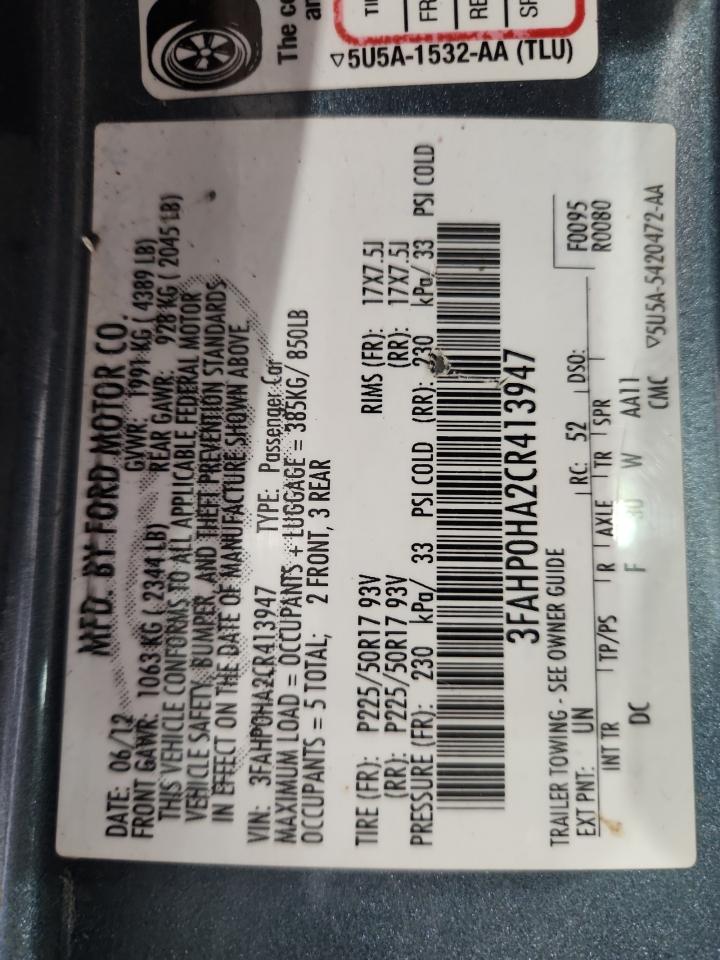 The
5U5A-1532-AA (TLU)
MFD. BY FORD MOTOR CO.
DATE: 06/12 GVWR: 1991 KG ( 4389 LB)
FRONT GAWR: 1063 KG ( 2344 LB) REAR GAWR: 928 KG ( 2045 LB)
THIS VEHICLE CONFORMS TO ALL APPLICABLE FEDERAL MOTOR
VEHICLE SAFETY, BUMPER, AND THEFT PREVENTION STANDARDS
IN EFFECT ON THE DATE OF MANUFACTURE SHOWN ABOVE.
VIN: 3FAHP0HA2CR413947 TYPE: Passenger Car
MAXIMUM LOAD = OCCUPANTS + LUGGAGE = 385KG/ 850LB
OCCUPANTS = 5 TOTAL; 2 FRONT, 3 REAR
TIRE (FR): P225/50R17 93V RIMS (FR): 17X7.5J
(RR): P225/50R17 93V (RR): 17X7.5J
PRESSURE (FR): 230 kPa/ 33 PSI COLD (RR): 230 kPa/ 33 PSI COLD
3FAHP0HA2CR413947
TRAILER TOWING - SEE OWNER GUIDE F0095
EXT PNT: UN RC: 52 DSO: R0080
INT TR TP/PS R AXLE TR SPR
DC F W AA11
CMC ▽5U5A-5420472-AA